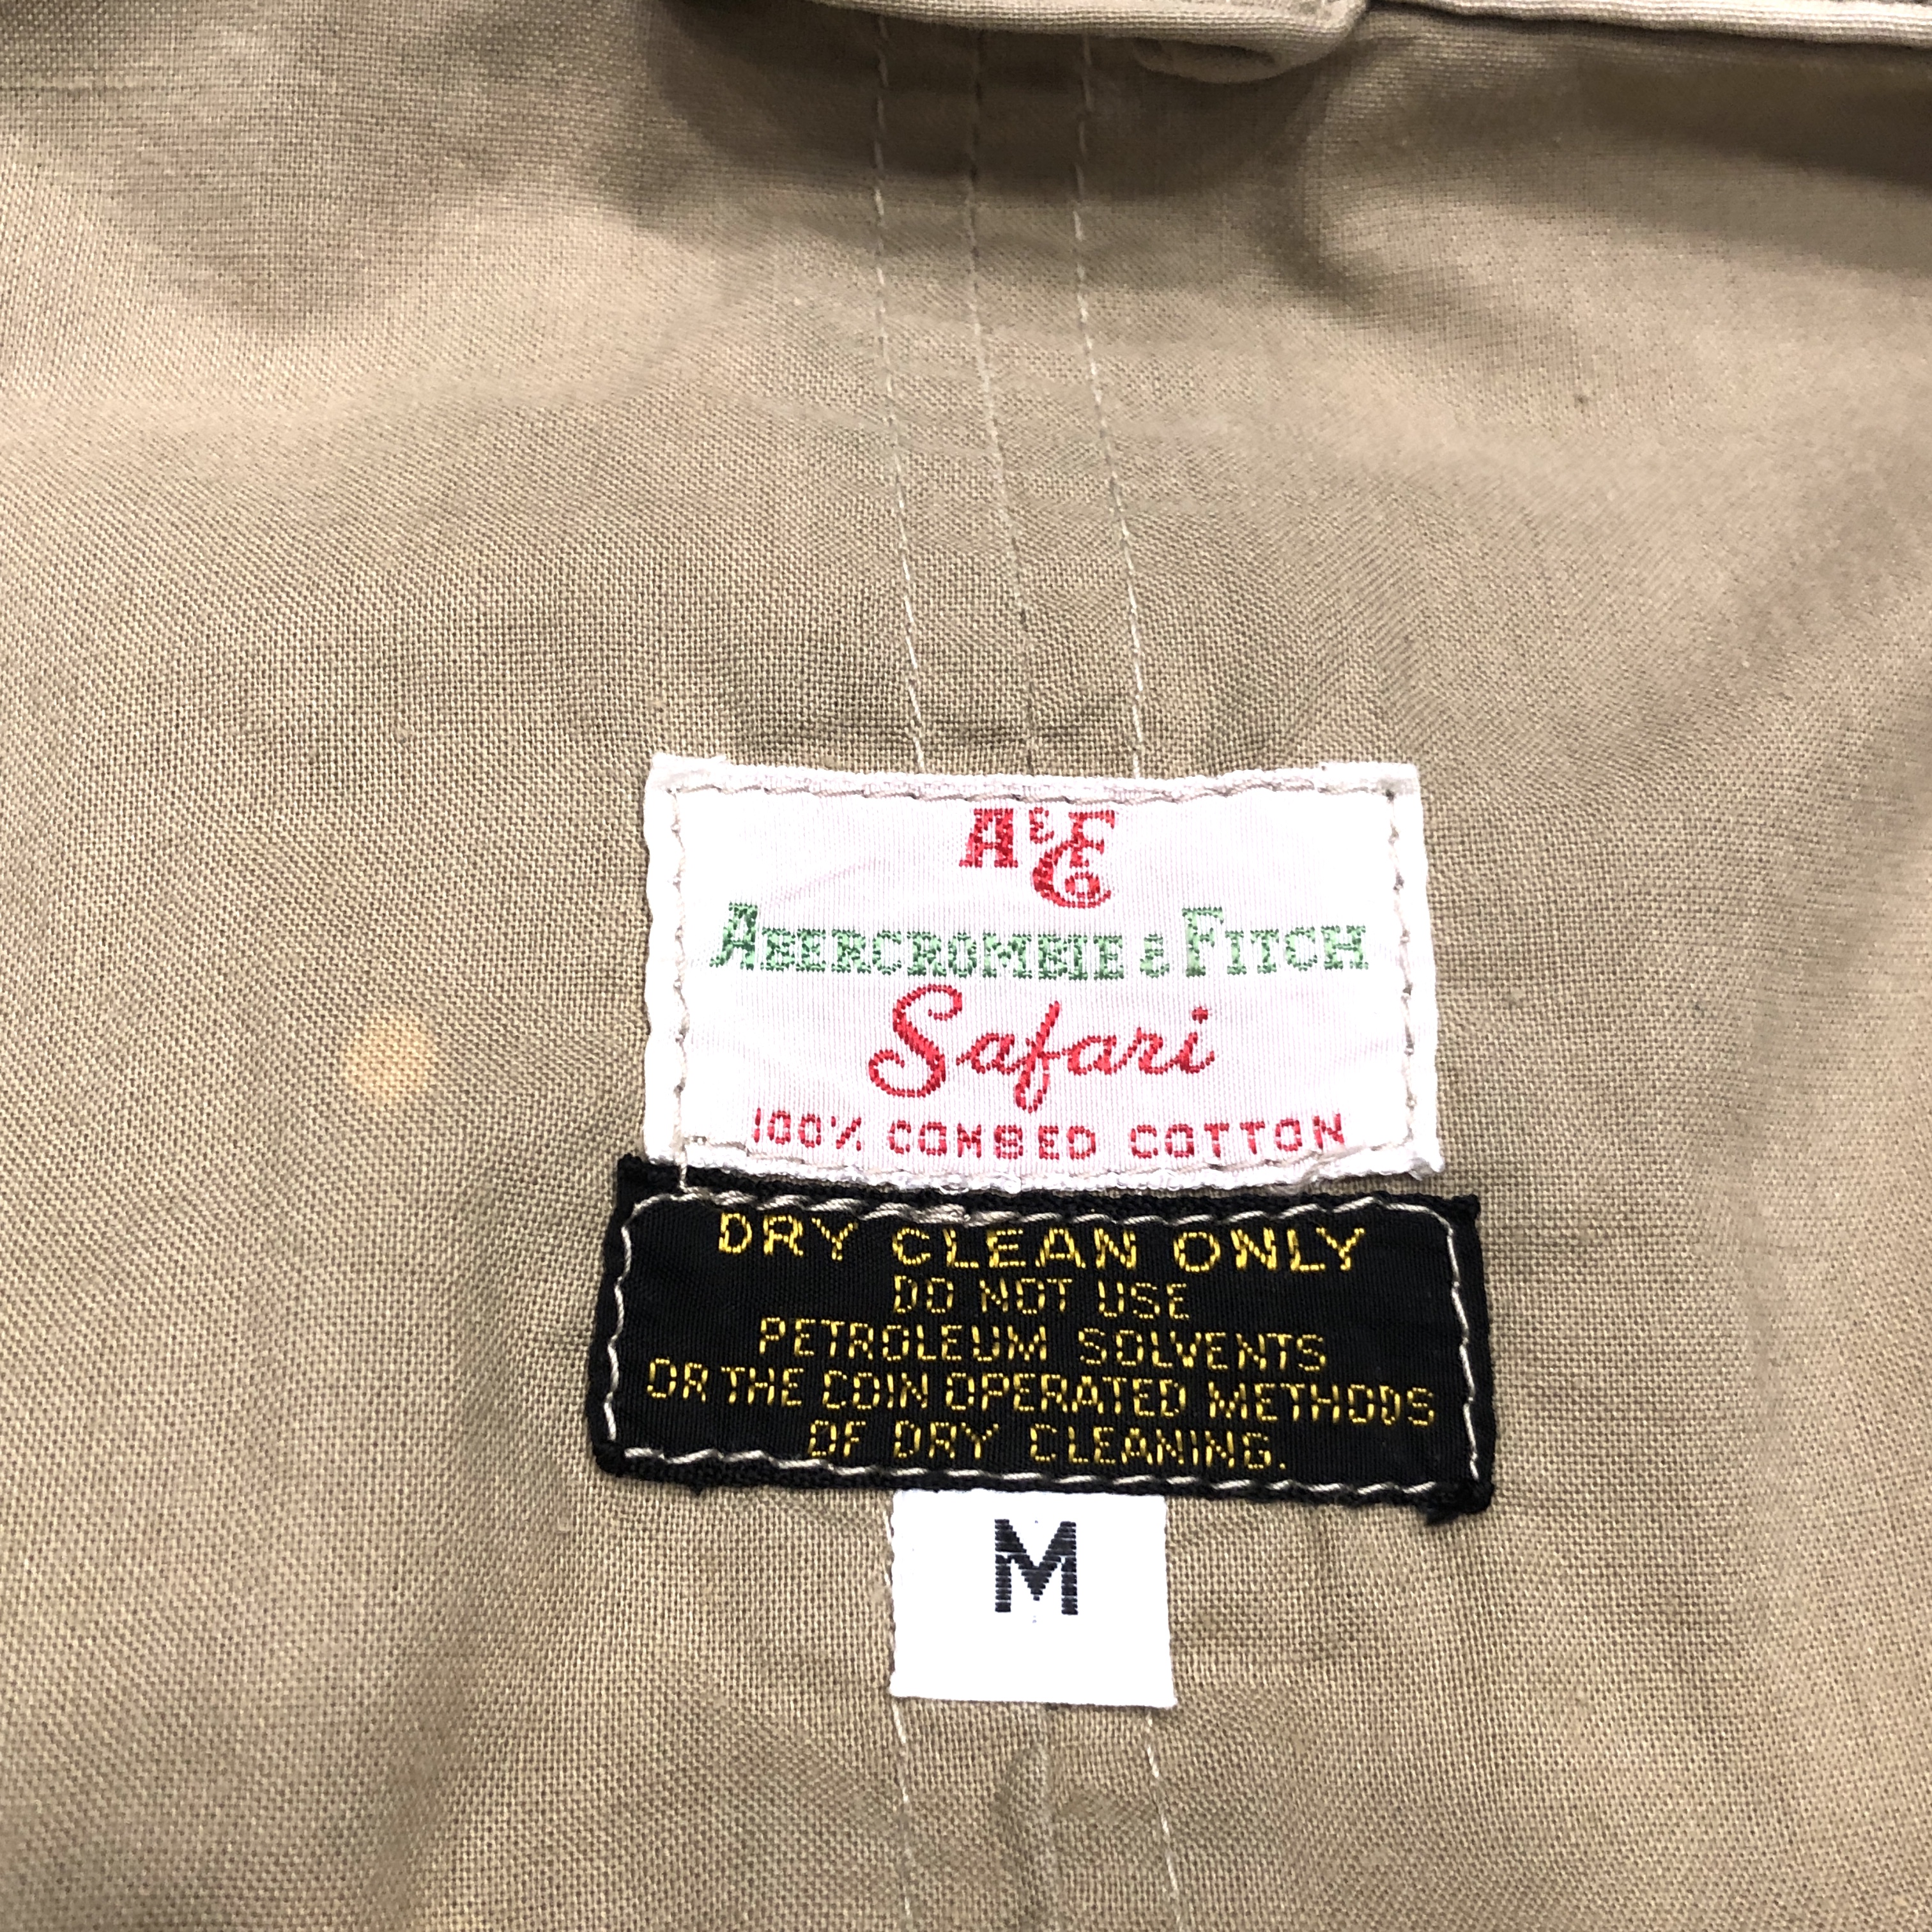 A&F Co
ABERCROMBIE & FITCH
Safari
100% COMBED COTTON
DRY CLEAN ONLY
DO NOT USE
PETROLEUM SOLVENTS
OR THE COIN OPERATED METHODS
OF DRY CLEANING.
M